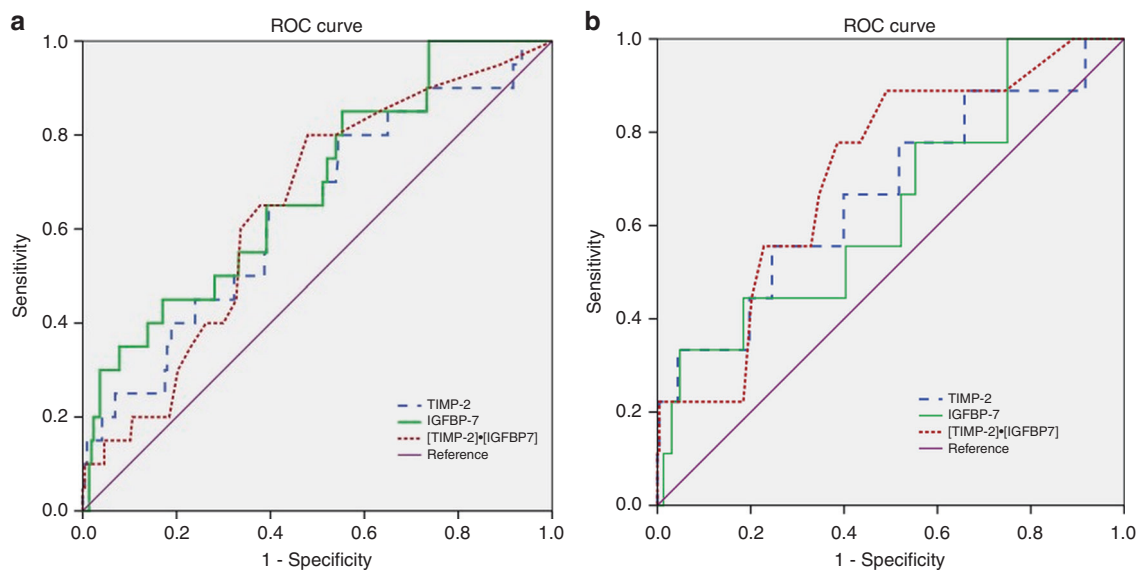 a
ROC curve
1.0
0.8
0.6
0.4
0.2
0.0
Sensitivity
0.0 0.2 0.4 0.6 0.8 1.0
1 - Specificity
TIMP-2
IGFBP-7
[TIMP-2]•[IGFBP7]
Reference
b
ROC curve
1.0
0.8
0.6
0.4
0.2
0.0
Sensitivity
0.0 0.2 0.4 0.6 0.8 1.0
1 - Specificity
TIMP-2
IGFBP-7
[TIMP-2]•[IGFBP7]
Reference